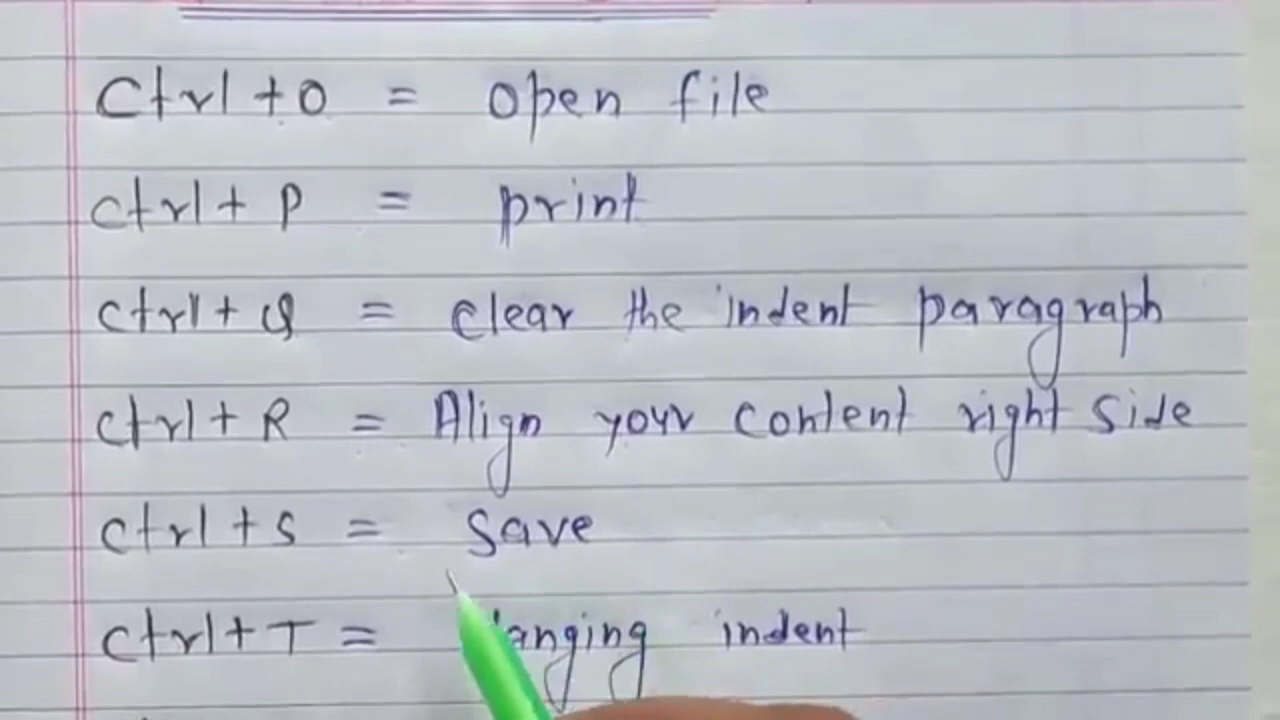 Ctrl + O = Open file
Ctrl + P = print
Ctrl + Q = Clear the indent paragraph
Ctrl + R = Align your content right side
Ctrl + S = Save
Ctrl + T = indent